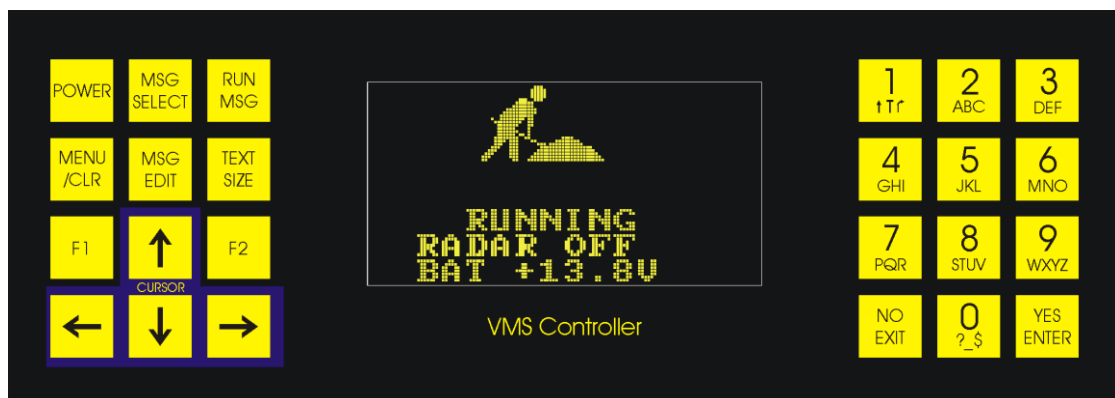 POWER
MSG
SELECT
RUN
MSG
MENU
/CLR
MSG
EDIT
TEXT
SIZE
F1
F2
CURSOR
RUNNING
RADAR OFF
BAT +13.8V
VMS Controller
1
2
ABC
3
DEF
4
GHI
5
JKL
6
MNO
7
PQR
8
STUV
9
WXYZ
NO
EXIT
0
?_$
YES
ENTER